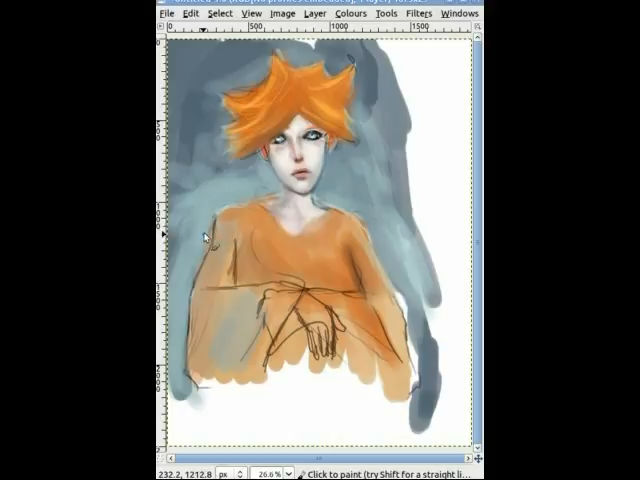 File Edit Select View Image Layer Colours Tools Filters Windows
0 500 1000 1500
232.2, 1212.8 px 26.6% Click to paint (try Shift for a straight li...